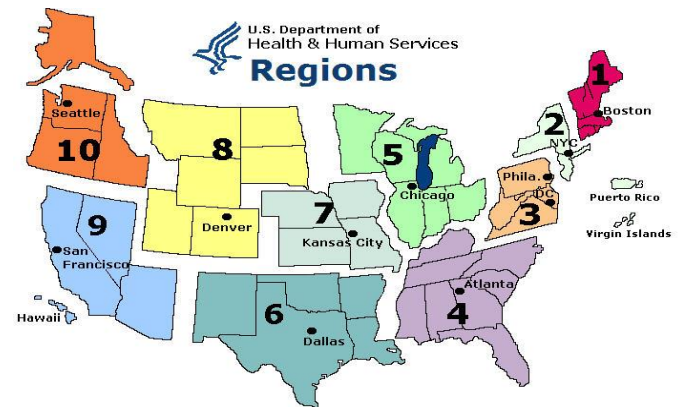 U.S. Department of
Health & Human Services
Regions
1
Boston
2
NYC
Seattle
10
8
5
Chicago
Phila.
DC
3
Puerto Rico
Virgin Islands
7
Kansas City
Denver
9
San
Francisco
Hawaii
6
Dallas
Atlanta
4